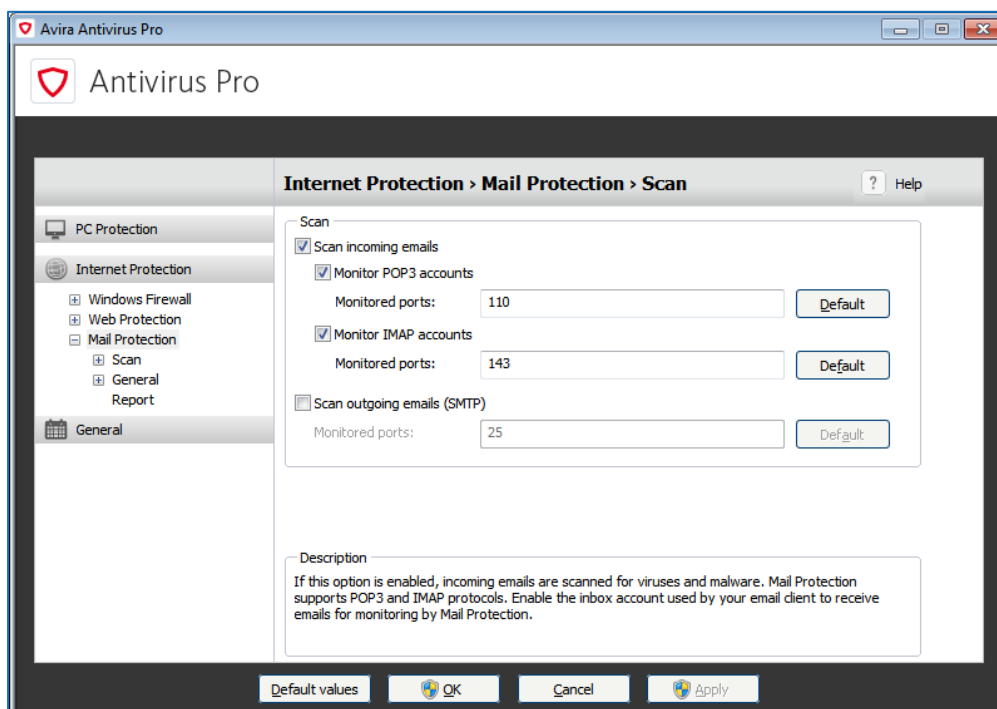 Avira Antivirus Pro
Antivirus Pro
Internet Protection › Mail Protection › Scan
? Help
PC Protection
Internet Protection
Windows Firewall
Web Protection
Mail Protection
Scan
General
Report
General
Scan
Scan incoming emails
Monitor POP3 accounts
Monitored ports: 110 Default
Monitor IMAP accounts
Monitored ports: 143 Default
Scan outgoing emails (SMTP)
Monitored ports: 25 Default
Description
If this option is enabled, incoming emails are scanned for viruses and malware. Mail Protection
supports POP3 and IMAP protocols. Enable the inbox account used by your email client to receive
emails for monitoring by Mail Protection.
Default values OK Cancel Apply